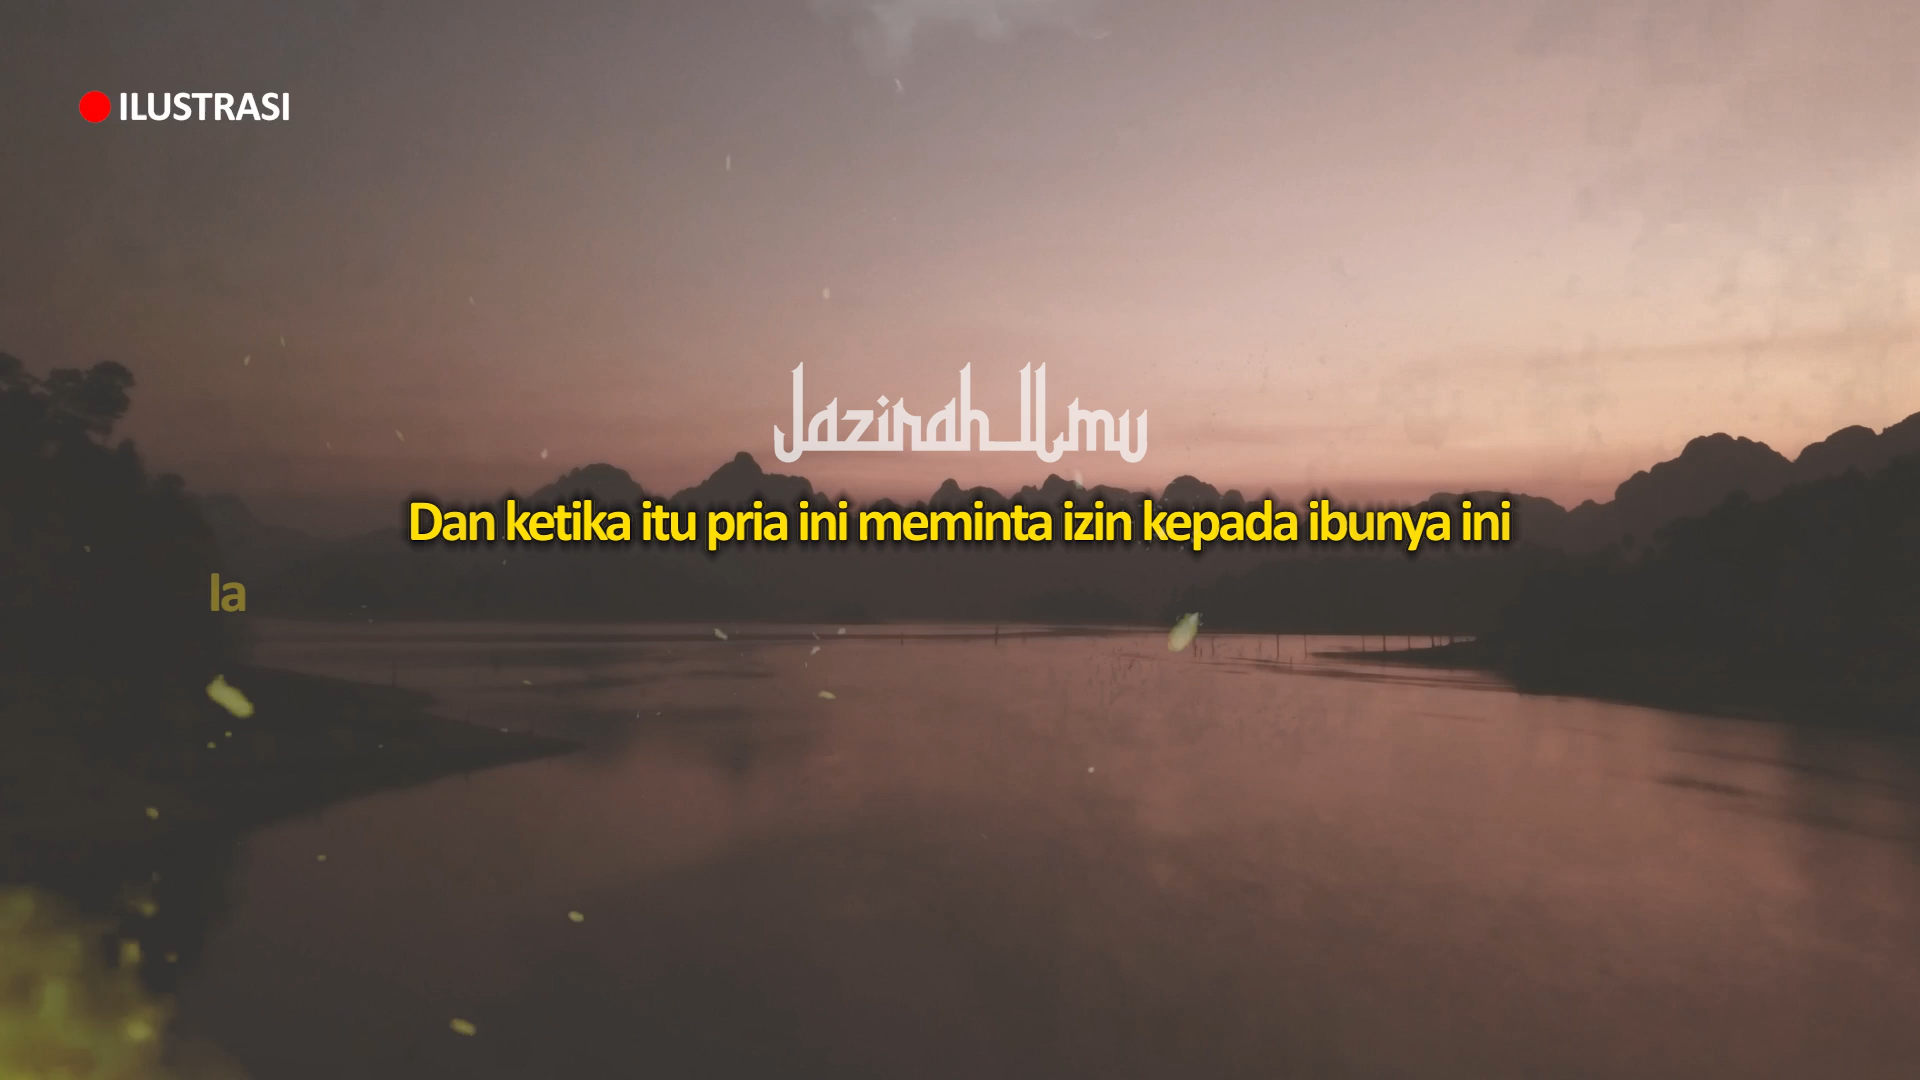 ILUSTRASI
Jazirah Ilmu
Dan ketika itu pria ini meminta izin kepada ibunya ini
la